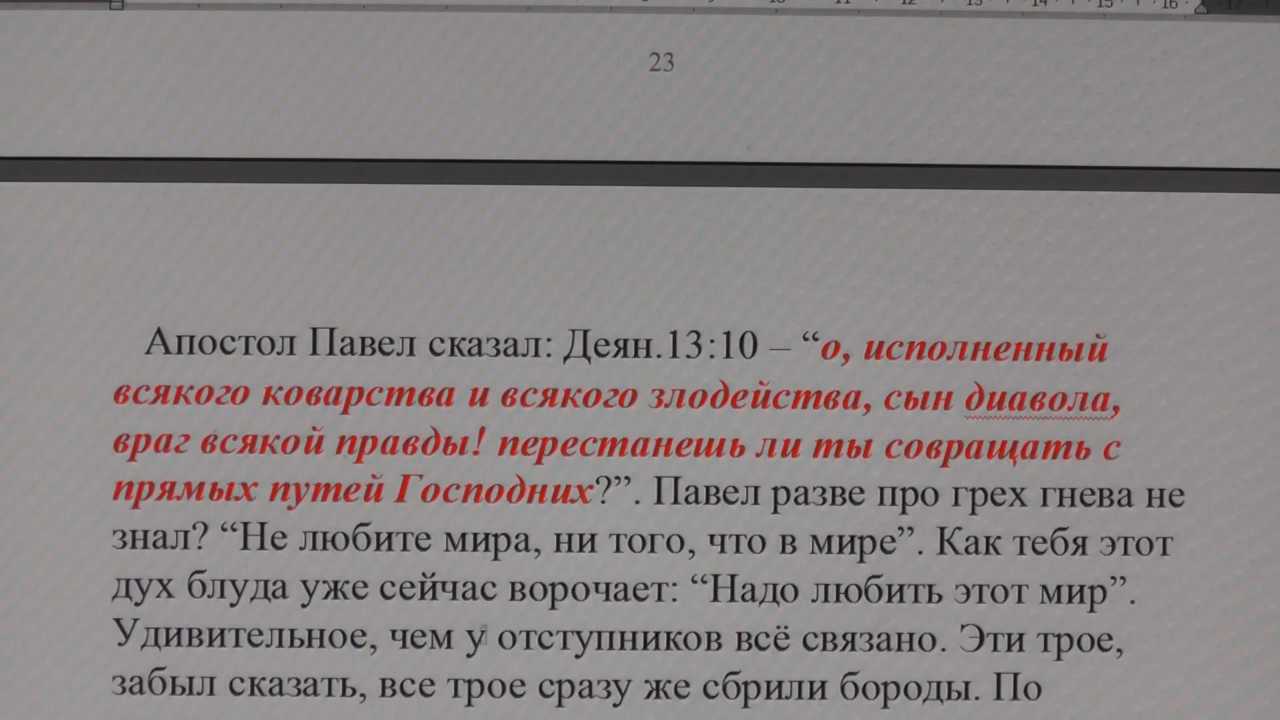 23
Апостол Павел сказал: Деян.13:10 – “о, исполненный
всякого коварства и всякого злодейства, сын диавола,
враг всякой правды! перестанешь ли ты совращать с
прямых путей Господних?”. Павел разве про грех гнева не
знал? “Не любите мира, ни того, что в мире”. Как тебя этот
дух блуда уже сейчас ворочает: “Надо любить этот мир”.
Удивительное, чем у отступников всё связано. Эти трое,
забыл сказать, все трое сразу же сбрили бороды. По